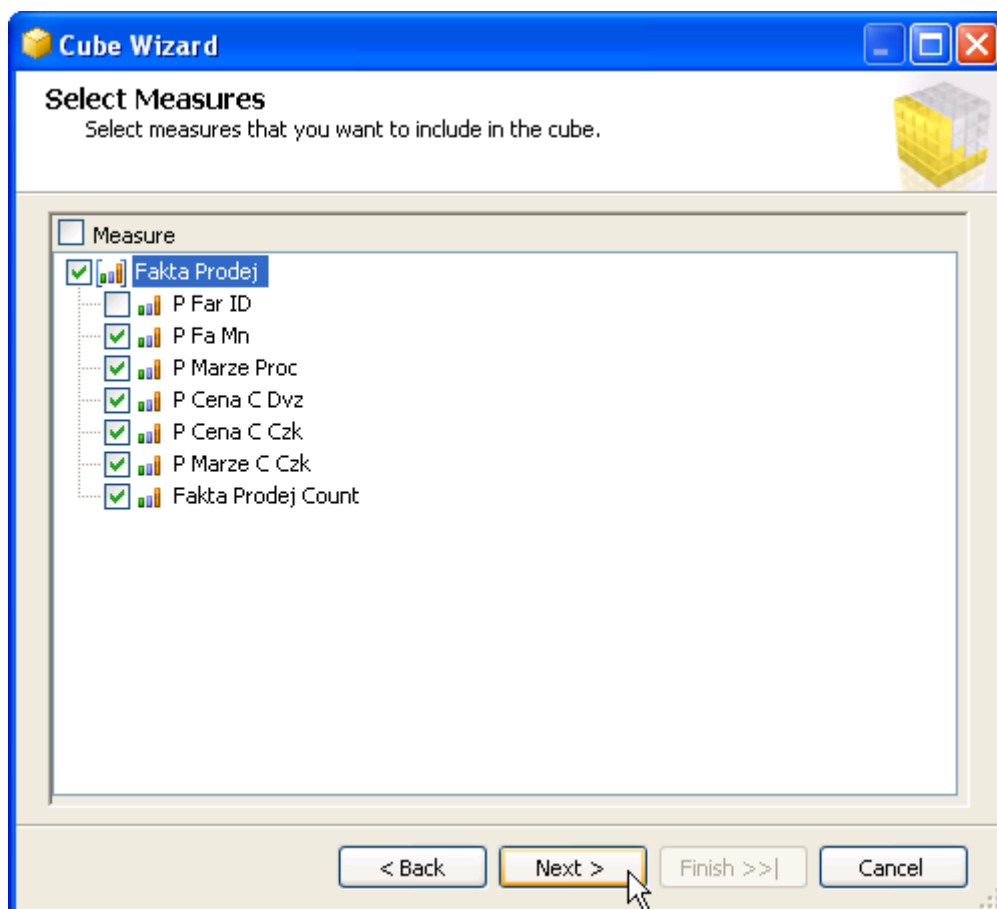 Cube Wizard
Select Measures
Select measures that you want to include in the cube.
Measure
Fakta Prodej
P Far ID
P Fa Mn
P Marze Proc
P Cena C Dvz
P Cena C Czk
P Marze C Czk
Fakta Prodej Count
< Back Next > Finish >>| Cancel